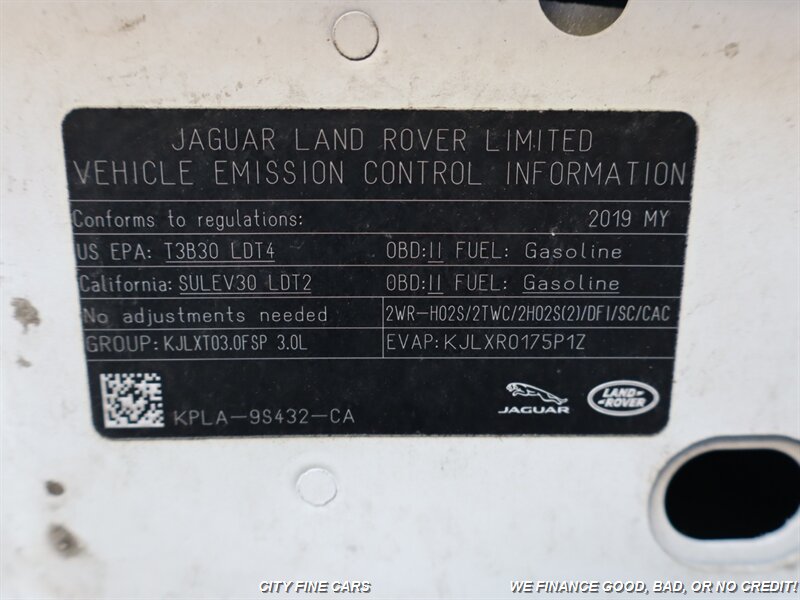 JAGUAR LAND ROVER LIMITED
VEHICLE EMISSION CONTROL INFORMATION
Conforms to regulations: 2019 MY
US EPA: T3B30 LDT4 OBD:II FUEL: Gasoline
California: SULEV30 LDT2 OBD:II FUEL: Gasoline
No adjustments needed 2WR-HO2S/2TWC/2HO2S(2)/DFI/SC/CAC
GROUP: KJLXT03.0FSP 3.0L EVAP: KJLXR0175P1Z
KPLA-9S432-CA
JAGUAR
LAND-
-ROVER
CITY FINE CARS WE FINANCE GOOD, BAD, OR NO CREDIT!